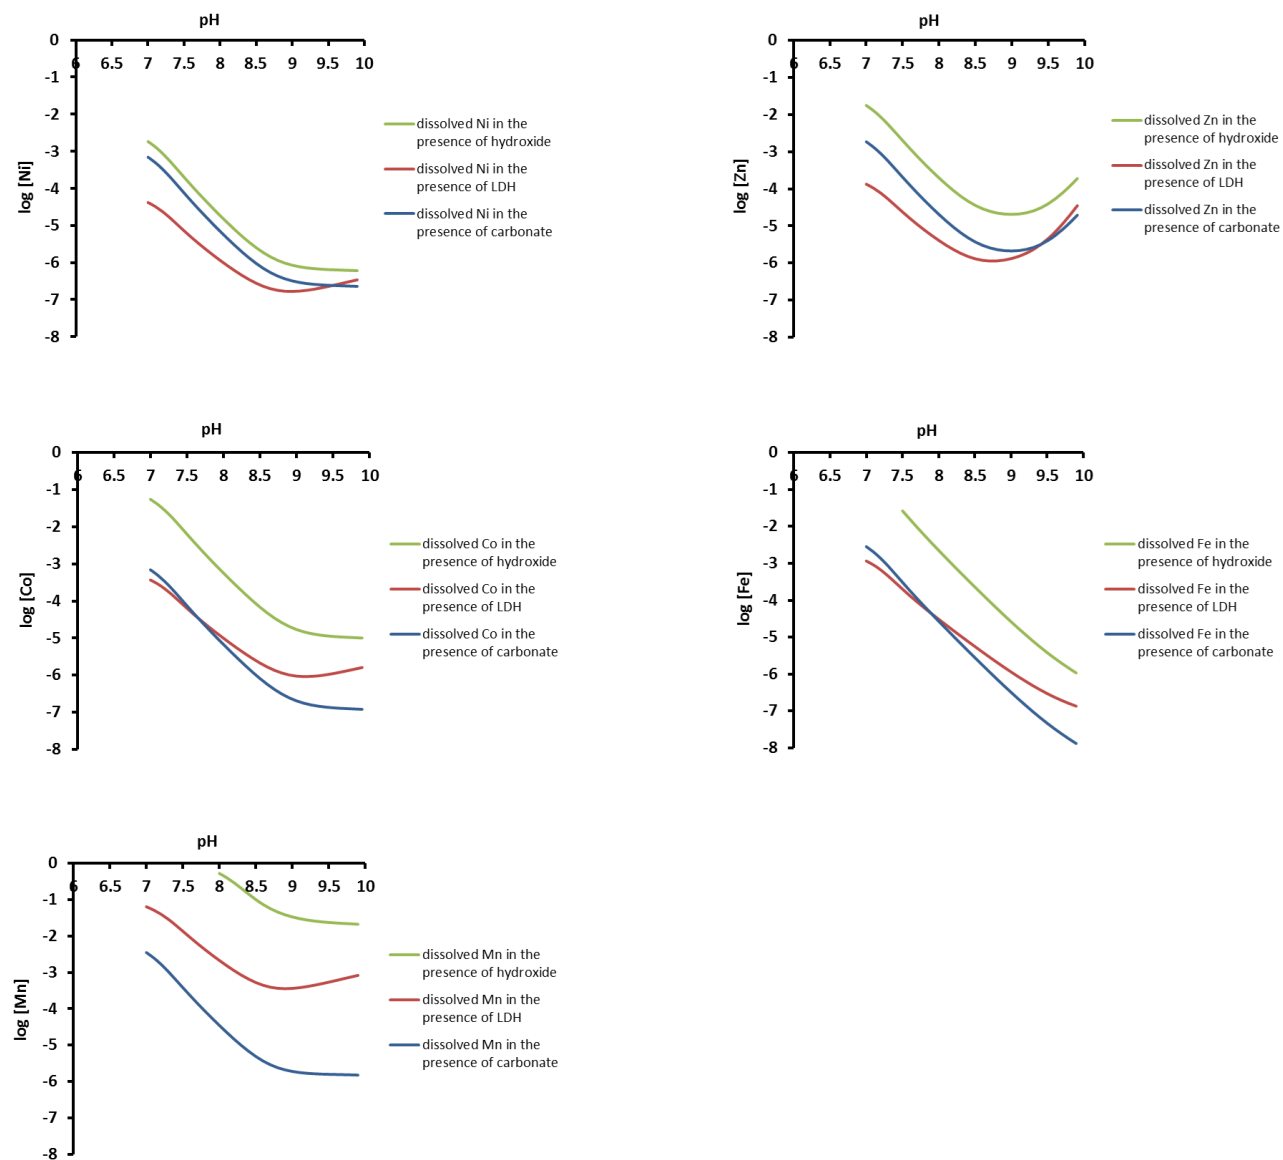 pH
0
6 6.5 7 7.5 8 8.5 9 9.5 10
-1
-2
-3
-4
-5
-6
-7
-8
log [Ni]
dissolved Ni in the
presence of hydroxide
dissolved Ni in the
presence of LDH
dissolved Ni in the
presence of carbonate
pH
0
6 6.5 7 7.5 8 8.5 9 9.5 10
-1
-2
-3
-4
-5
-6
-7
-8
log [Zn]
dissolved Zn in the
presence of hydroxide
dissolved Zn in the
presence of LDH
dissolved Zn in the
presence of carbonate
pH
0
6 6.5 7 7.5 8 8.5 9 9.5 10
-1
-2
-3
-4
-5
-6
-7
-8
log [Co]
dissolved Co in the
presence of hydroxide
dissolved Co in the
presence of LDH
dissolved Co in the
presence of carbonate
pH
0
6 6.5 7 7.5 8 8.5 9 9.5 10
-1
-2
-3
-4
-5
-6
-7
-8
log [Fe]
dissolved Fe in the
presence of hydroxide
dissolved Fe in the
presence of LDH
dissolved Fe in the
presence of carbonate
pH
0
6 6.5 7 7.5 8 8.5 9 9.5 10
-1
-2
-3
-4
-5
-6
-7
-8
log [Mn]
dissolved Mn in the
presence of hydroxide
dissolved Mn in the
presence of LDH
dissolved Mn in the
presence of carbonate